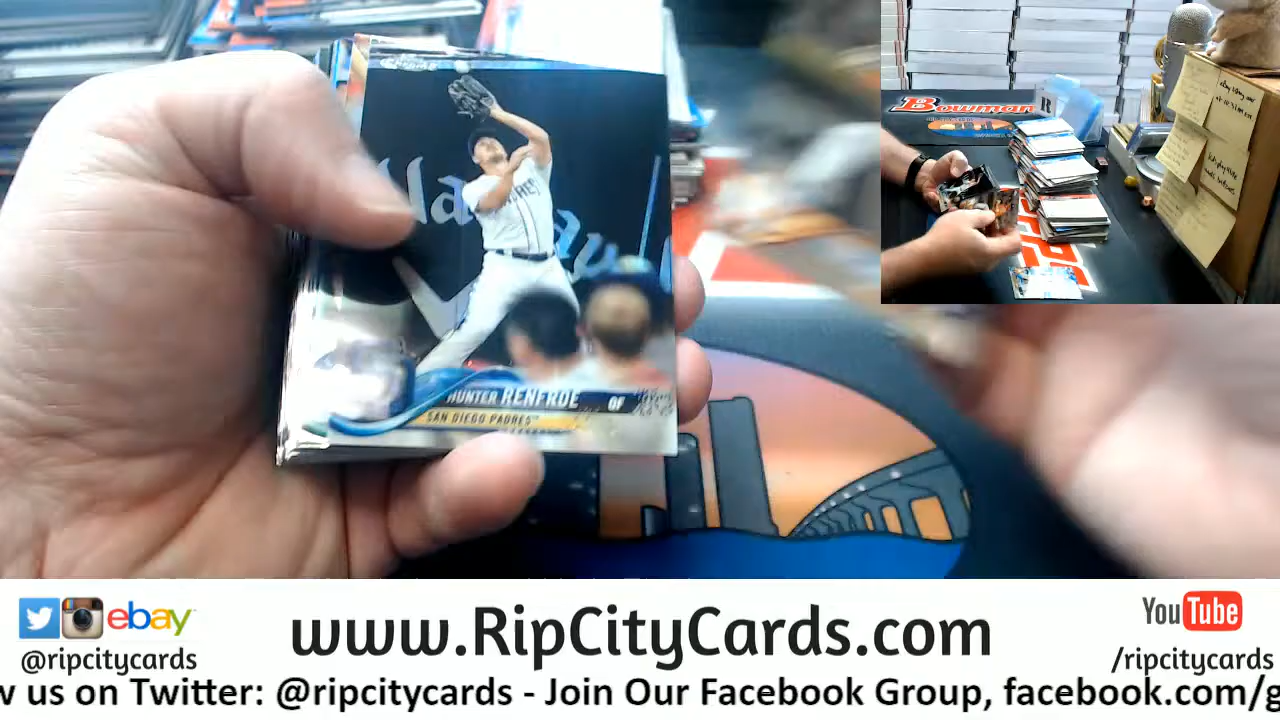 HUNTER RENFROE OF
SAN DIEGO PADRES
BOWMAN
www.RipCityCards.com
ebay
@ripcitycards
YouTube
/ripcitycards
w us on Twitter: @ripcitycards - Join Our Facebook Group, facebook.com/g